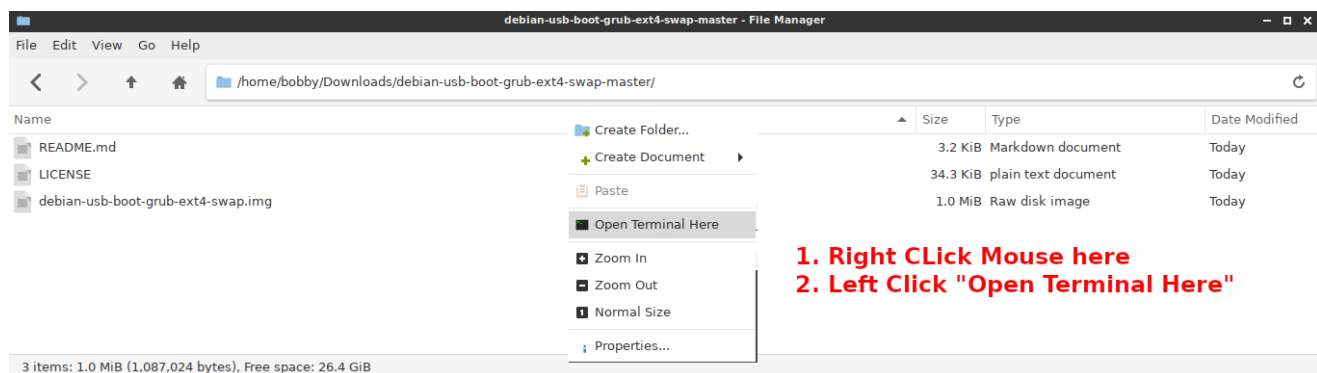 debian-usb-boot-grub-ext4-swap-master - File Manager
File Edit View Go Help
/home/bobby/Downloads/debian-usb-boot-grub-ext4-swap-master/
Name Size Type Date Modified
README.md 3.2 KiB Markdown document Today
LICENSE 34.3 KiB plain text document Today
debian-usb-boot-grub-ext4-swap.img 1.0 MiB Raw disk image Today
Create Folder...
Create Document
Paste
Open Terminal Here
Zoom In
Zoom Out
Normal Size
Properties...
1. Right CLick Mouse here
2. Left Click "Open Terminal Here"
3 items: 1.0 MiB (1,087,024 bytes), Free space: 26.4 GiB